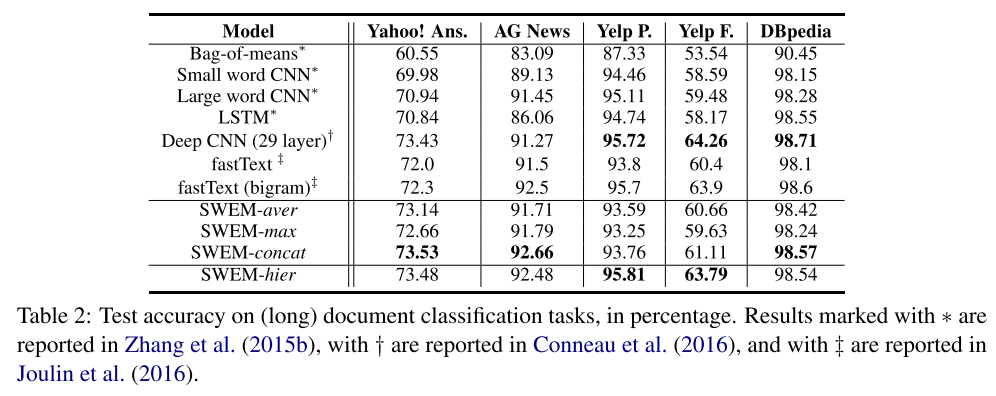 Model Yahoo! Ans. AG News Yelp P. Yelp F. DBpedia
Bag-of-means* 60.55 83.09 87.33 53.54 90.45
Small word CNN* 69.98 89.13 94.46 58.59 98.15
Large word CNN* 70.94 91.45 95.11 59.48 98.28
LSTM* 70.84 86.06 94.74 58.17 98.55
Deep CNN (29 layer)† 73.43 91.27 95.72 64.26 98.71
fastText ‡ 72.0 91.5 93.8 60.4 98.1
fastText (bigram)‡ 72.3 92.5 95.7 63.9 98.6
SWEM-aver 73.14 91.71 93.59 60.66 98.42
SWEM-max 72.66 91.79 93.25 59.63 98.24
SWEM-concat 73.53 92.66 93.76 61.11 98.57
SWEM-hier 73.48 92.48 95.81 63.79 98.54
Table 2: Test accuracy on (long) document classification tasks, in percentage. Results marked with ∗ are
reported in Zhang et al. (2015b), with † are reported in Conneau et al. (2016), and with ‡ are reported in
Joulin et al. (2016).